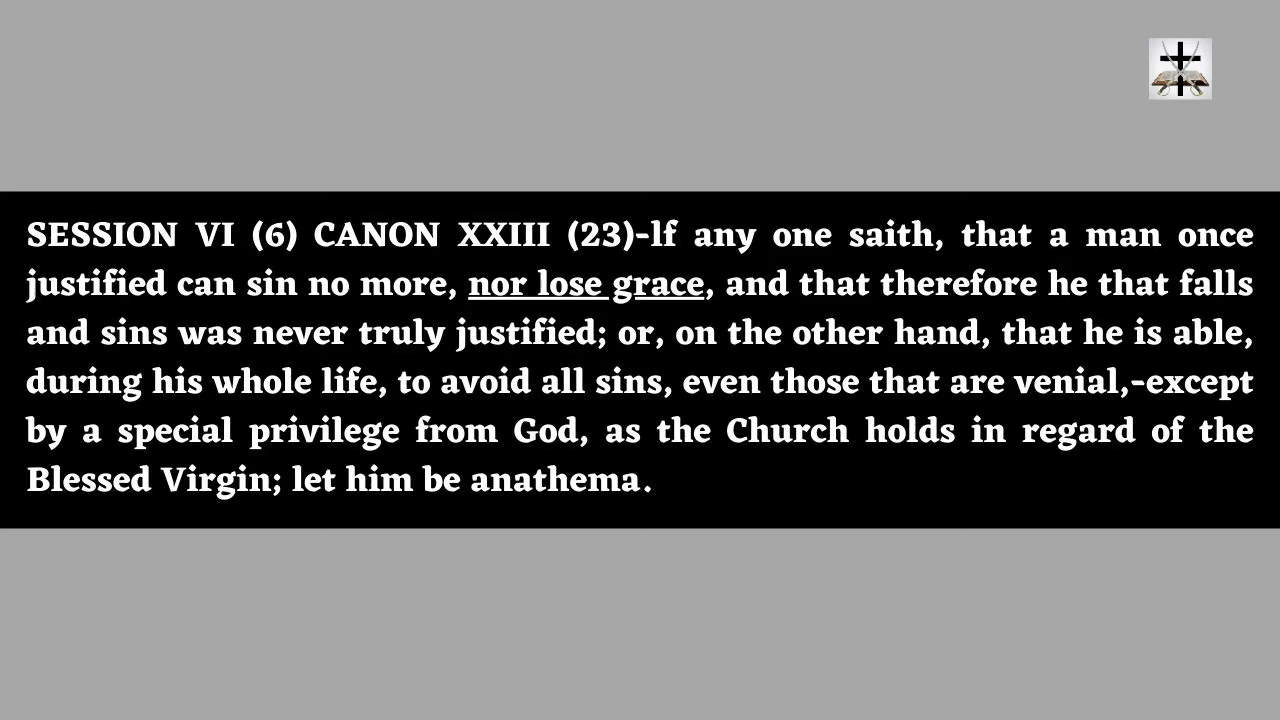 SESSION VI (6) CANON XXIII (23)-lf any one saith, that a man once
justified can sin no more, nor lose grace, and that therefore he that falls
and sins was never truly justified; or, on the other hand, that he is able,
during his whole life, to avoid all sins, even those that are venial,-except
by a special privilege from God, as the Church holds in regard of the
Blessed Virgin; let him be anathema.